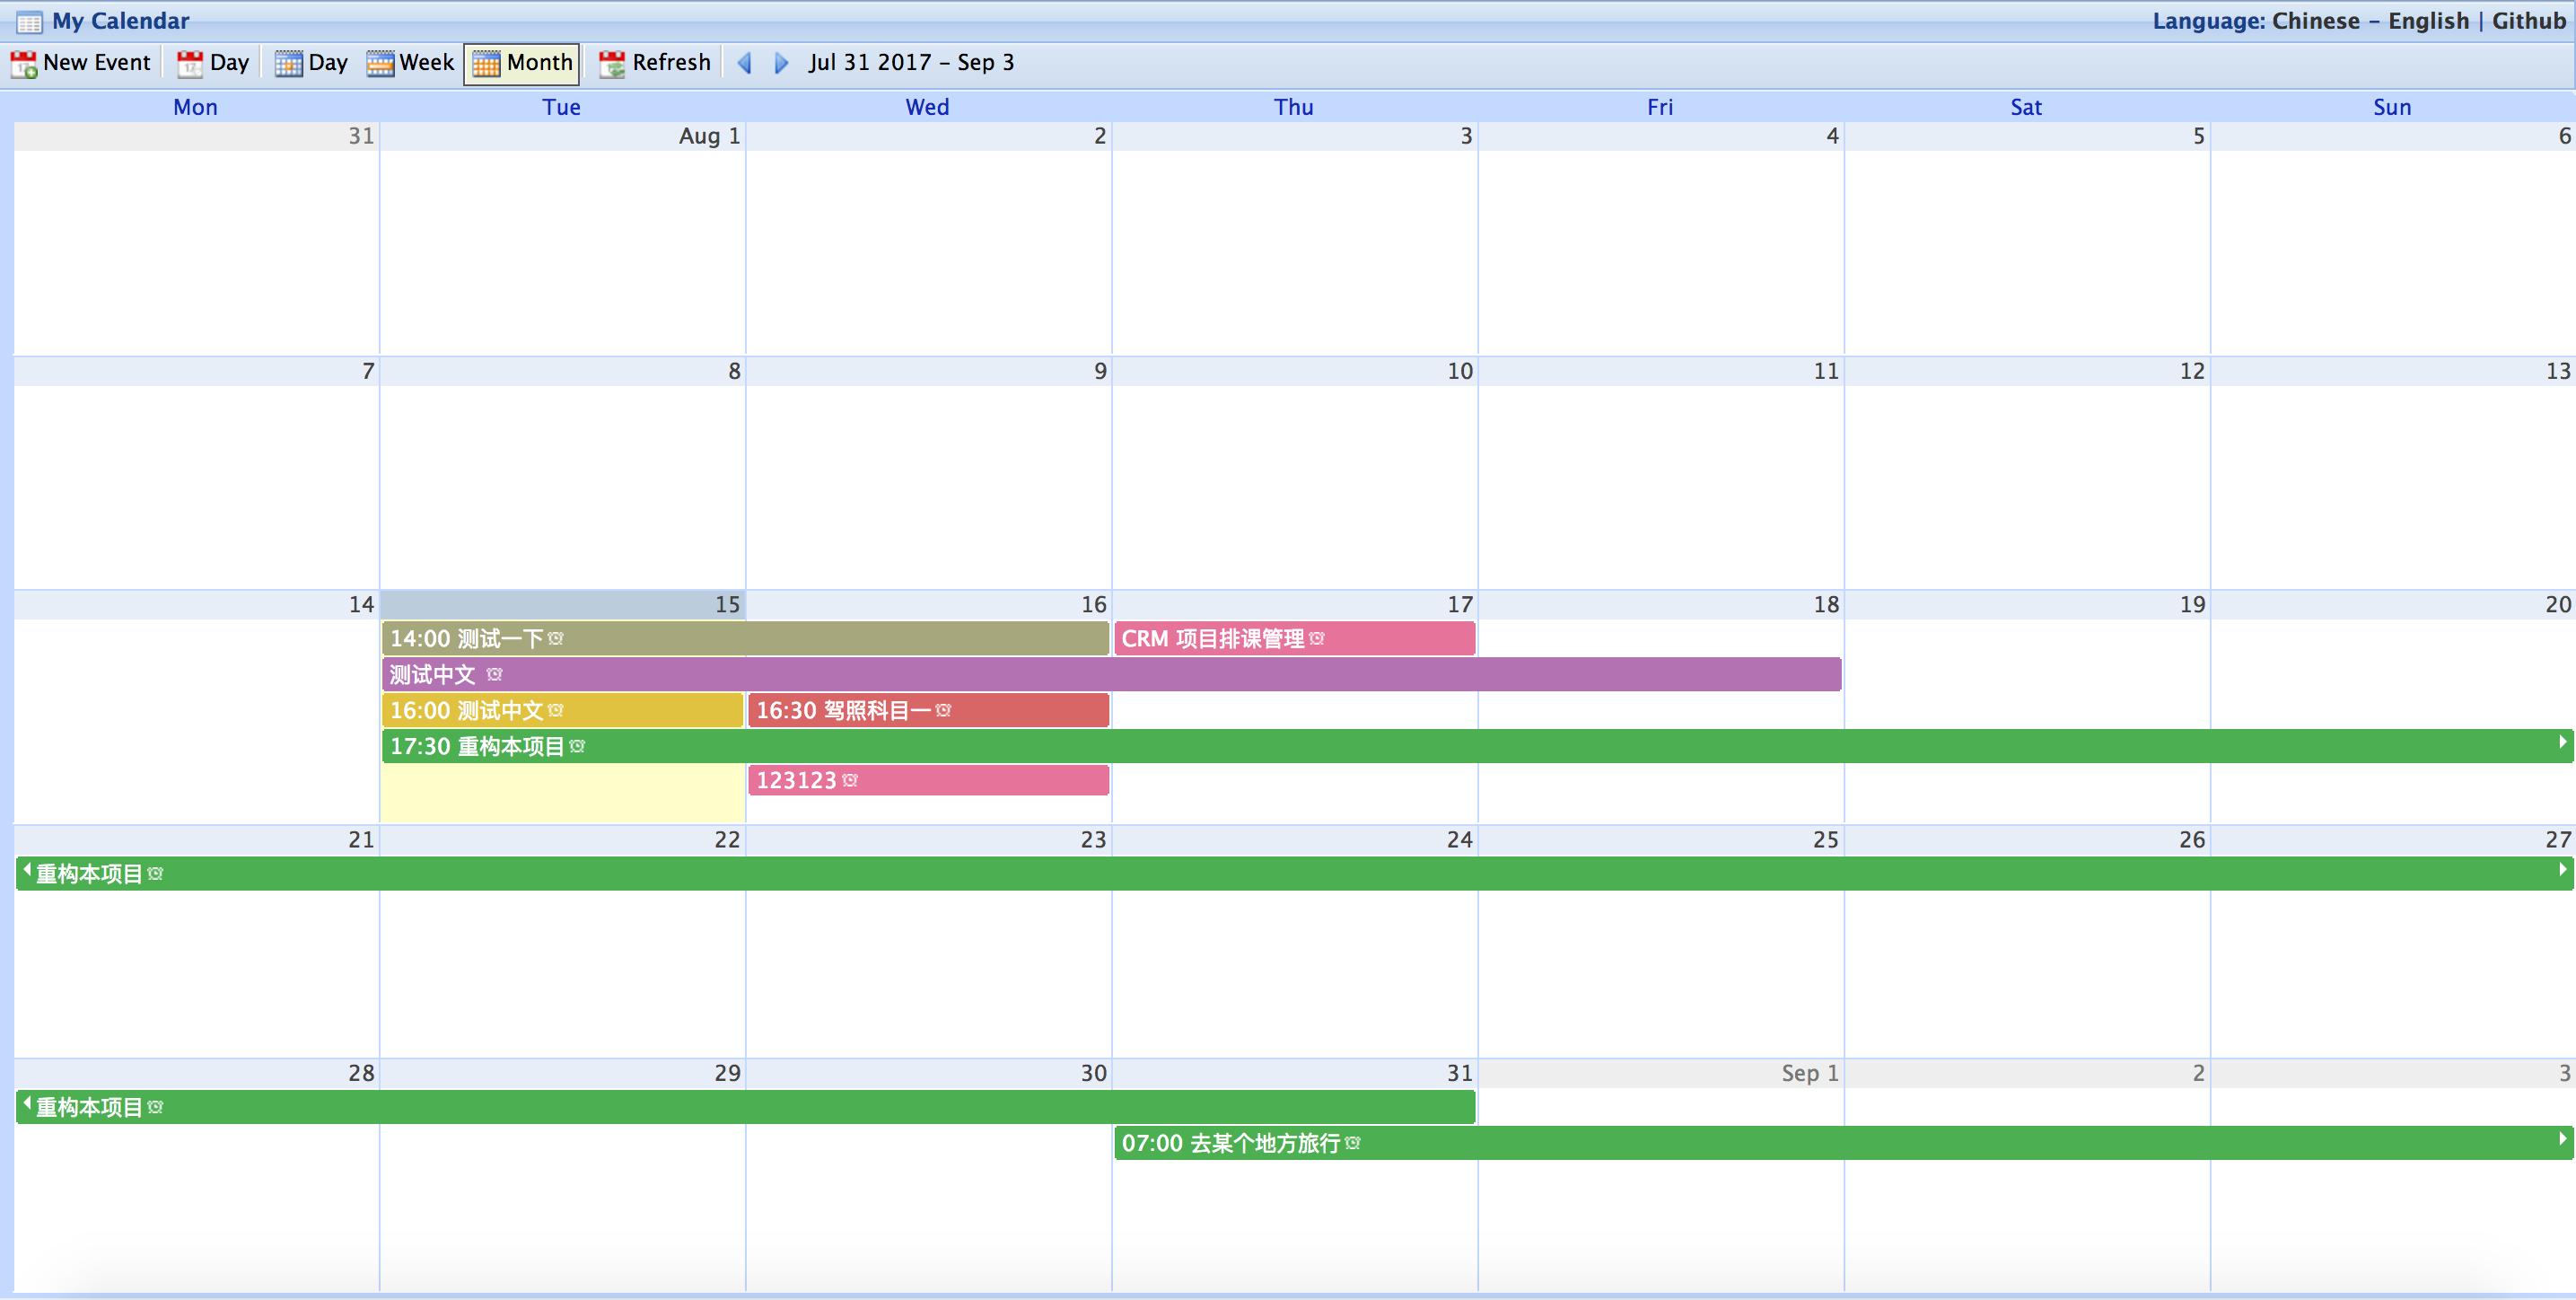 My Calendar Language: Chinese – English | Github
New Event Day Day Week Month Refresh Jul 31 2017 – Sep 3
Mon Tue Wed Thu Fri Sat Sun
31 Aug 1 2 3 4 5 6
7 8 9 10 11 12 13
14 15 16 17 18 19 20
14:00 测试一下 CRM 项目排课管理
测试中文
16:00 测试中文 16:30 驾照科目一
17:30 重构本项目
123123
21 22 23 24 25 26 27
重构本项目
28 29 30 31 Sep 1 2 3
重构本项目
07:00 去某个地方旅行